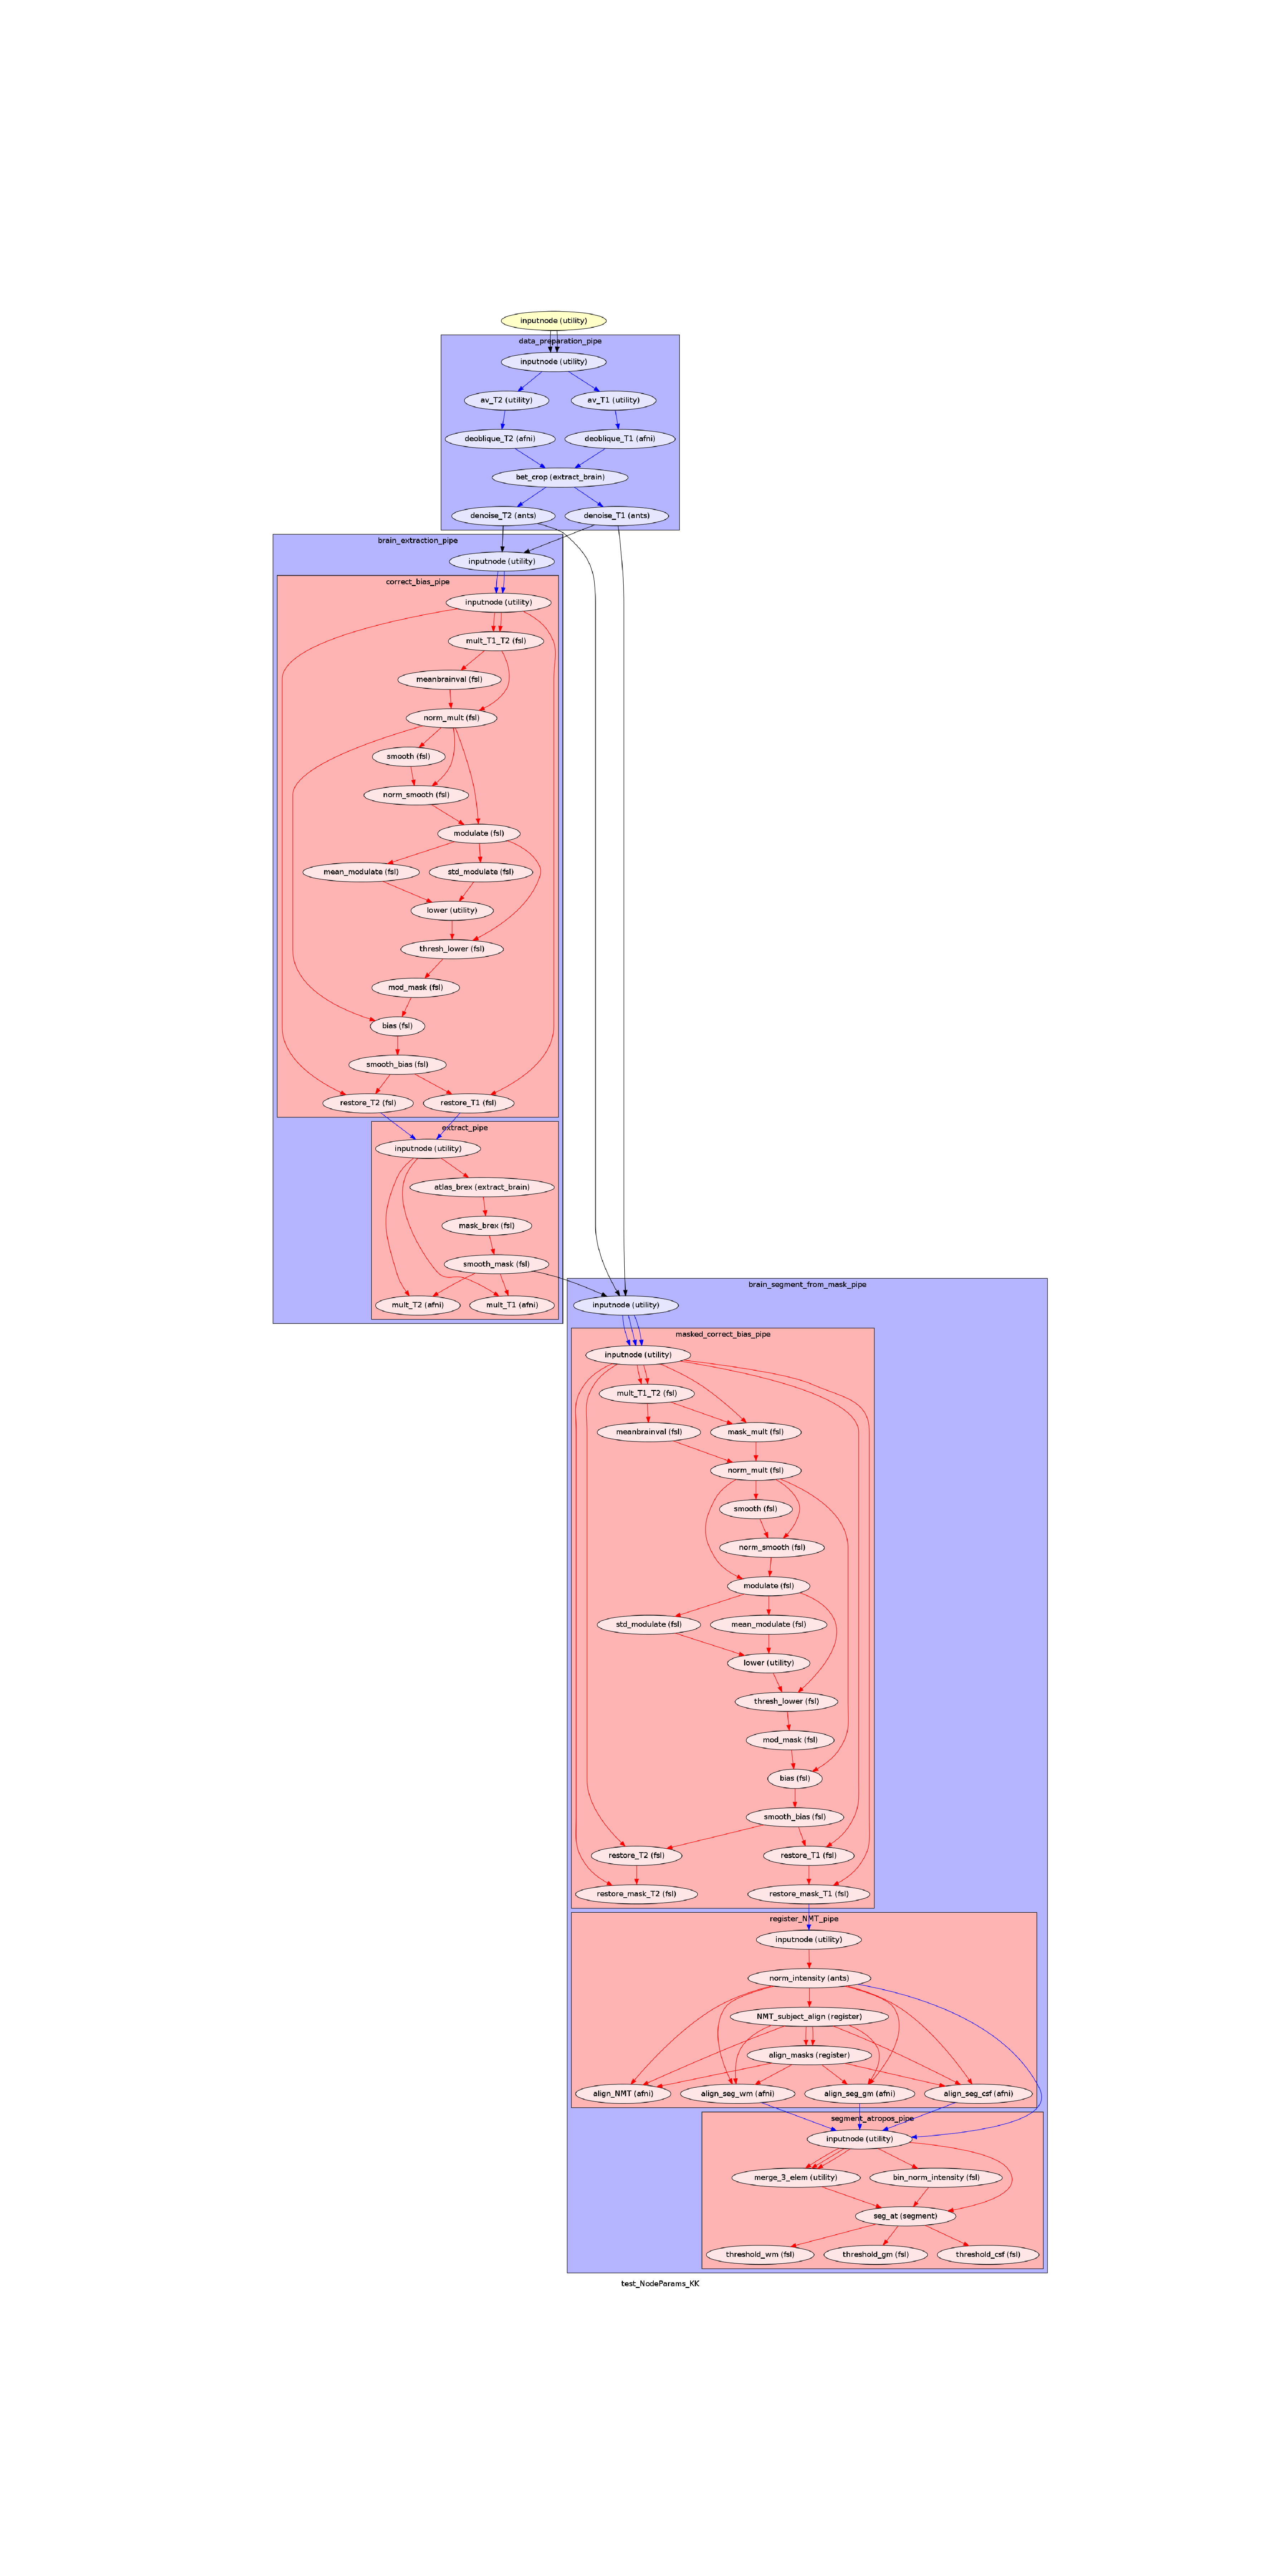 inputnode (utility)
data_preparation_pipe
inputnode (utility)
av_T2 (utility)
av_T1 (utility)
deoblique_T2 (afni)
deoblique_T1 (afni)
bet_crop (extract_brain)
denoise_T2 (ants)
denoise_T1 (ants)
brain_extraction_pipe
inputnode (utility)
correct_bias_pipe
inputnode (utility)
mult_T1_T2 (fsl)
meanbrainval (fsl)
norm_mult (fsl)
smooth (fsl)
norm_smooth (fsl)
modulate (fsl)
mean_modulate (fsl)
std_modulate (fsl)
lower (utility)
thresh_lower (fsl)
mod_mask (fsl)
bias (fsl)
smooth_bias (fsl)
restore_T2 (fsl)
restore_T1 (fsl)
extract_pipe
inputnode (utility)
atlas_brex (extract_brain)
mask_brex (fsl)
smooth_mask (fsl)
mult_T2 (afni)
mult_T1 (afni)
brain_segment_from_mask_pipe
inputnode (utility)
masked_correct_bias_pipe
inputnode (utility)
mult_T1_T2 (fsl)
meanbrainval (fsl)
mask_mult (fsl)
norm_mult (fsl)
smooth (fsl)
norm_smooth (fsl)
modulate (fsl)
std_modulate (fsl)
mean_modulate (fsl)
lower (utility)
thresh_lower (fsl)
mod_mask (fsl)
bias (fsl)
smooth_bias (fsl)
restore_T2 (fsl)
restore_T1 (fsl)
restore_mask_T2 (fsl)
restore_mask_T1 (fsl)
register_NMT_pipe
inputnode (utility)
norm_intensity (ants)
NMT_subject_align (register)
align_masks (register)
align_NMT (afni)
align_seg_wm (afni)
align_seg_gm (afni)
align_seg_csf (afni)
segment_atropos_pipe
inputnode (utility)
merge_3_elem (utility)
bin_norm_intensity (fsl)
seg_at (segment)
threshold_wm (fsl)
threshold_gm (fsl)
threshold_csf (fsl)
test_NodeParams_KK